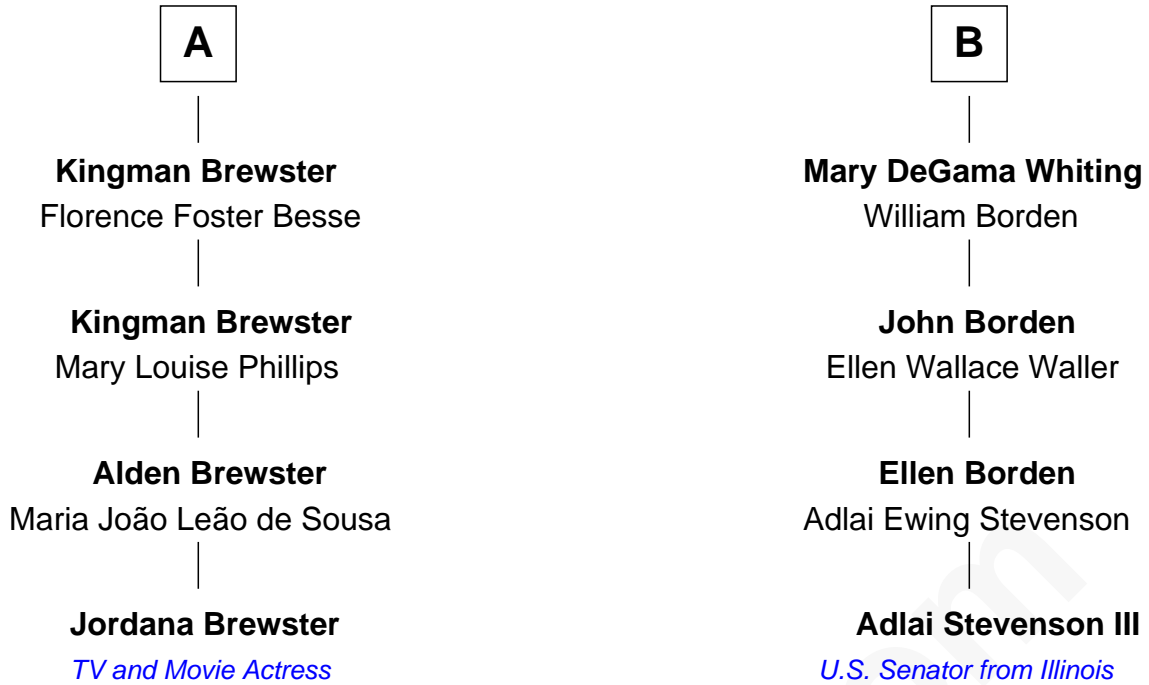 A
Kingman Brewster
Florence Foster Besse
Kingman Brewster
Mary Louise Phillips
Alden Brewster
Maria João Leão de Sousa
Jordana Brewster
TV and Movie Actress
B
Mary DeGama Whiting
William Borden
John Borden
Ellen Wallace Waller
Ellen Borden
Adlai Ewing Stevenson
Adlai Stevenson III
U.S. Senator from Illinois